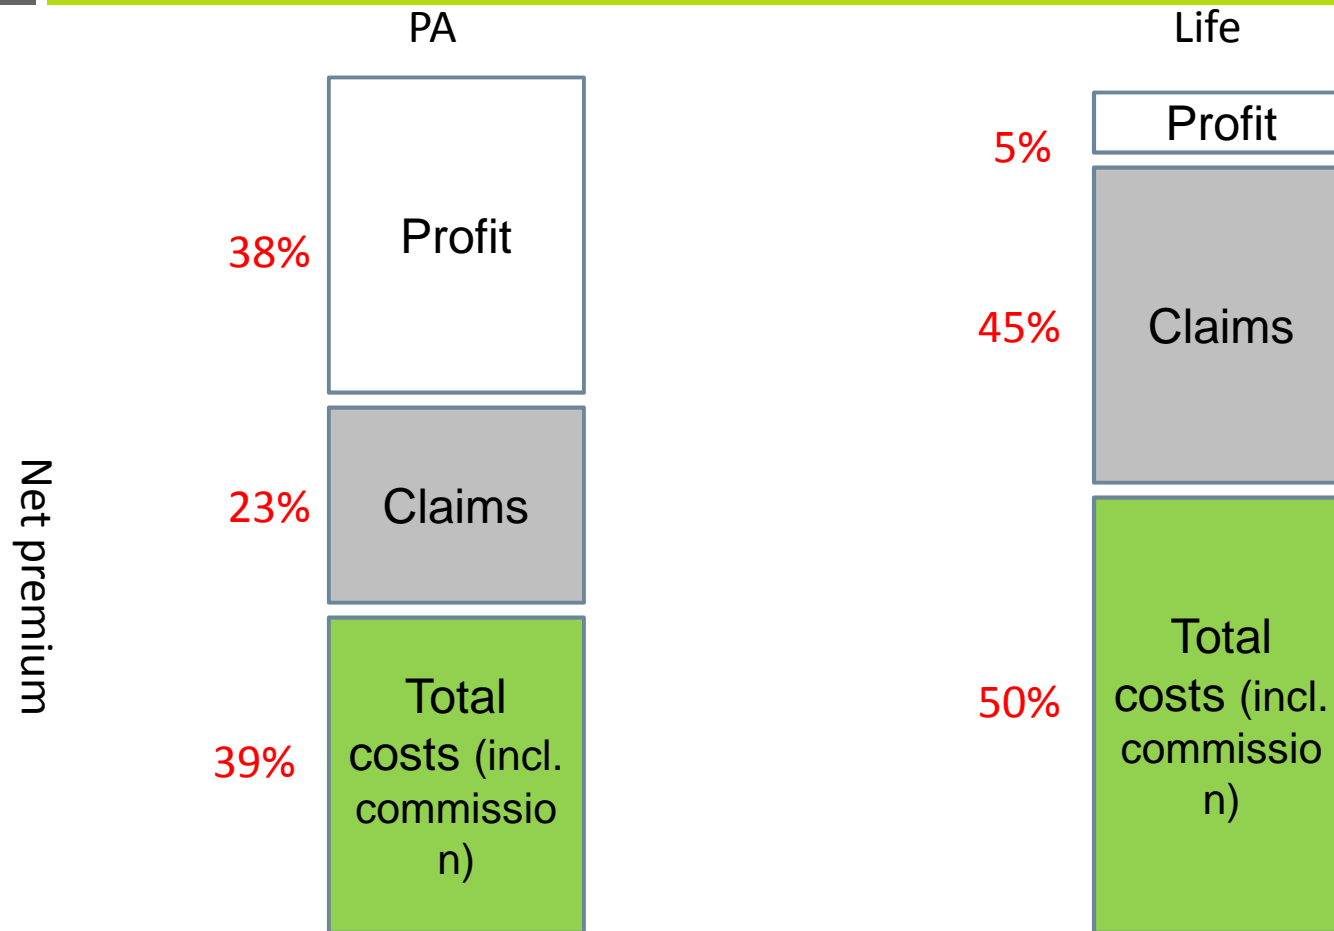 PA
Life
Profit
38%
Claims
23%
Total
costs (incl.
commissio
n)
39%
Profit
5%
Claims
45%
Total
costs (incl.
commissio
n)
50%
Net premium